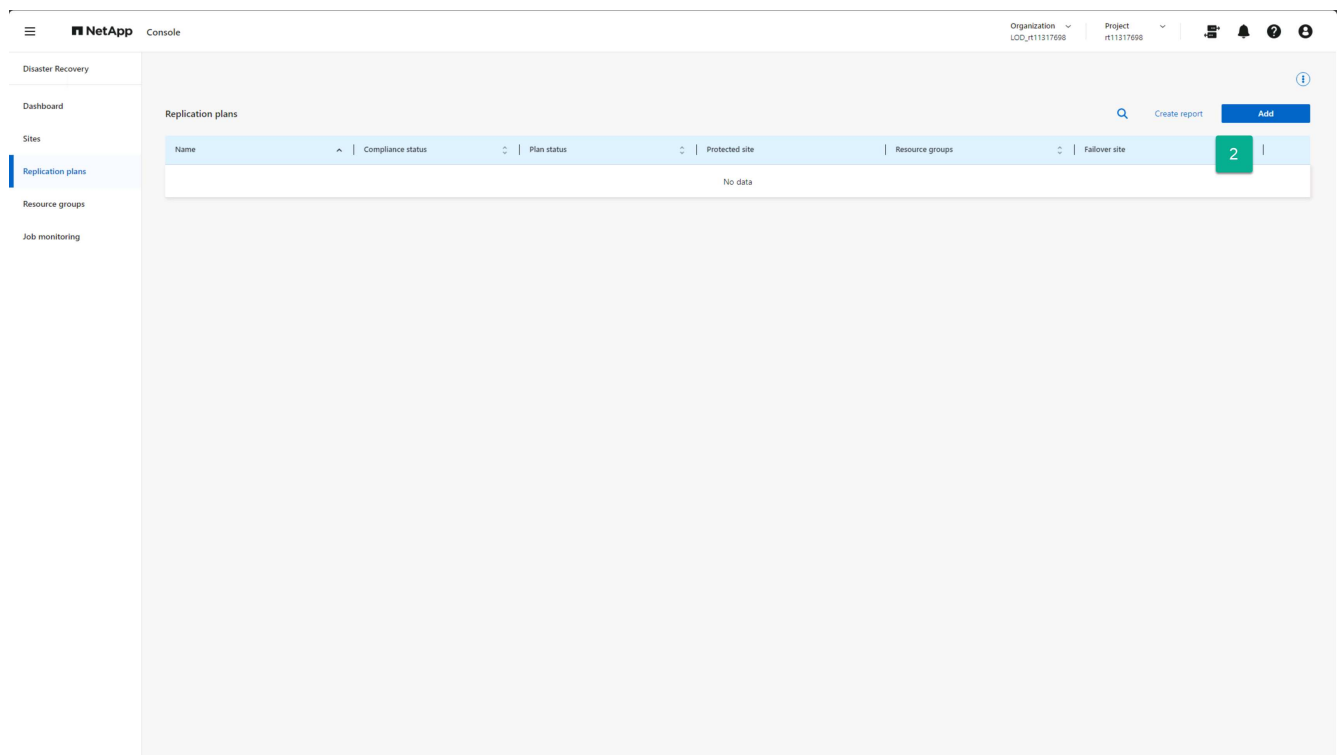 NetApp Console
Organization
LOD_rt11317698
Project
rt11317698
Disaster Recovery
Dashboard
Sites
Replication plans
Resource groups
Job monitoring
Replication plans
Create report
Add
Name
Compliance status
Plan status
Protected site
Resource groups
Failover site
2
No data